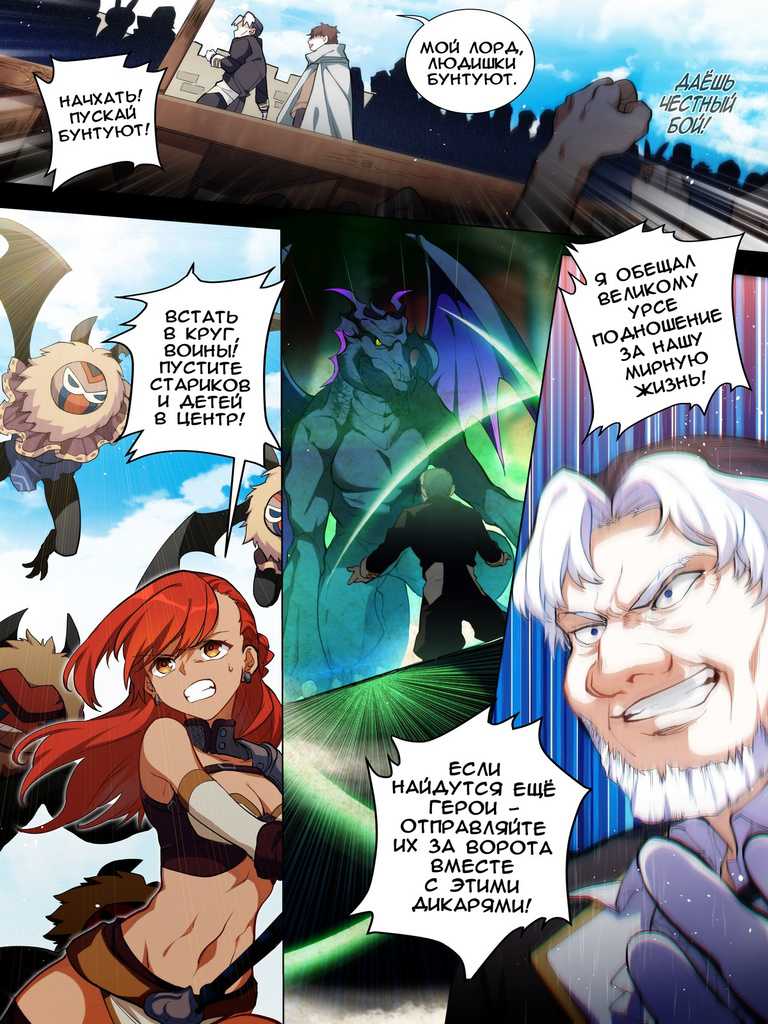 МОЙ ЛОРД,
ЛЮДИШКИ
БУНТУЮТ.
НАЧХАТЬ!
ПУСКАЙ
БУНТУЮТ!
ДАЁШЬ
ЧЕСТНЫЙ
БОЙ!
ВСТАТЬ
В КРУГ,
ВОИНЫ!
ПУСТИТЕ
СТАРИКОВ
И ДЕТЕЙ
В ЦЕНТР!
Я ОБЕЩАЛ
ВЕЛИКОМУ
УРСЕ
ПОДНОШЕНИЕ
ЗА НАШУ
МИРНУЮ
ЖИЗНЬ!
ЕСЛИ
НАЙДУТСЯ ЕЩЁ
ГЕРОИ –
ОТПРАВЛЯЙТЕ
ИХ ЗА ВОРОТА
ВМЕСТЕ
С ЭТИМИ
ДИКАРЯМИ!